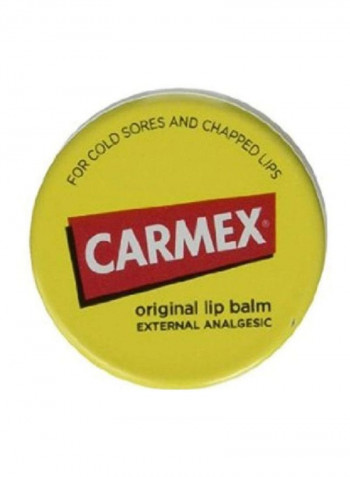 FOR COLD SORES AND CHAPPED LIPS
CARMEX®
original lip balm
EXTERNAL ANALGESIC